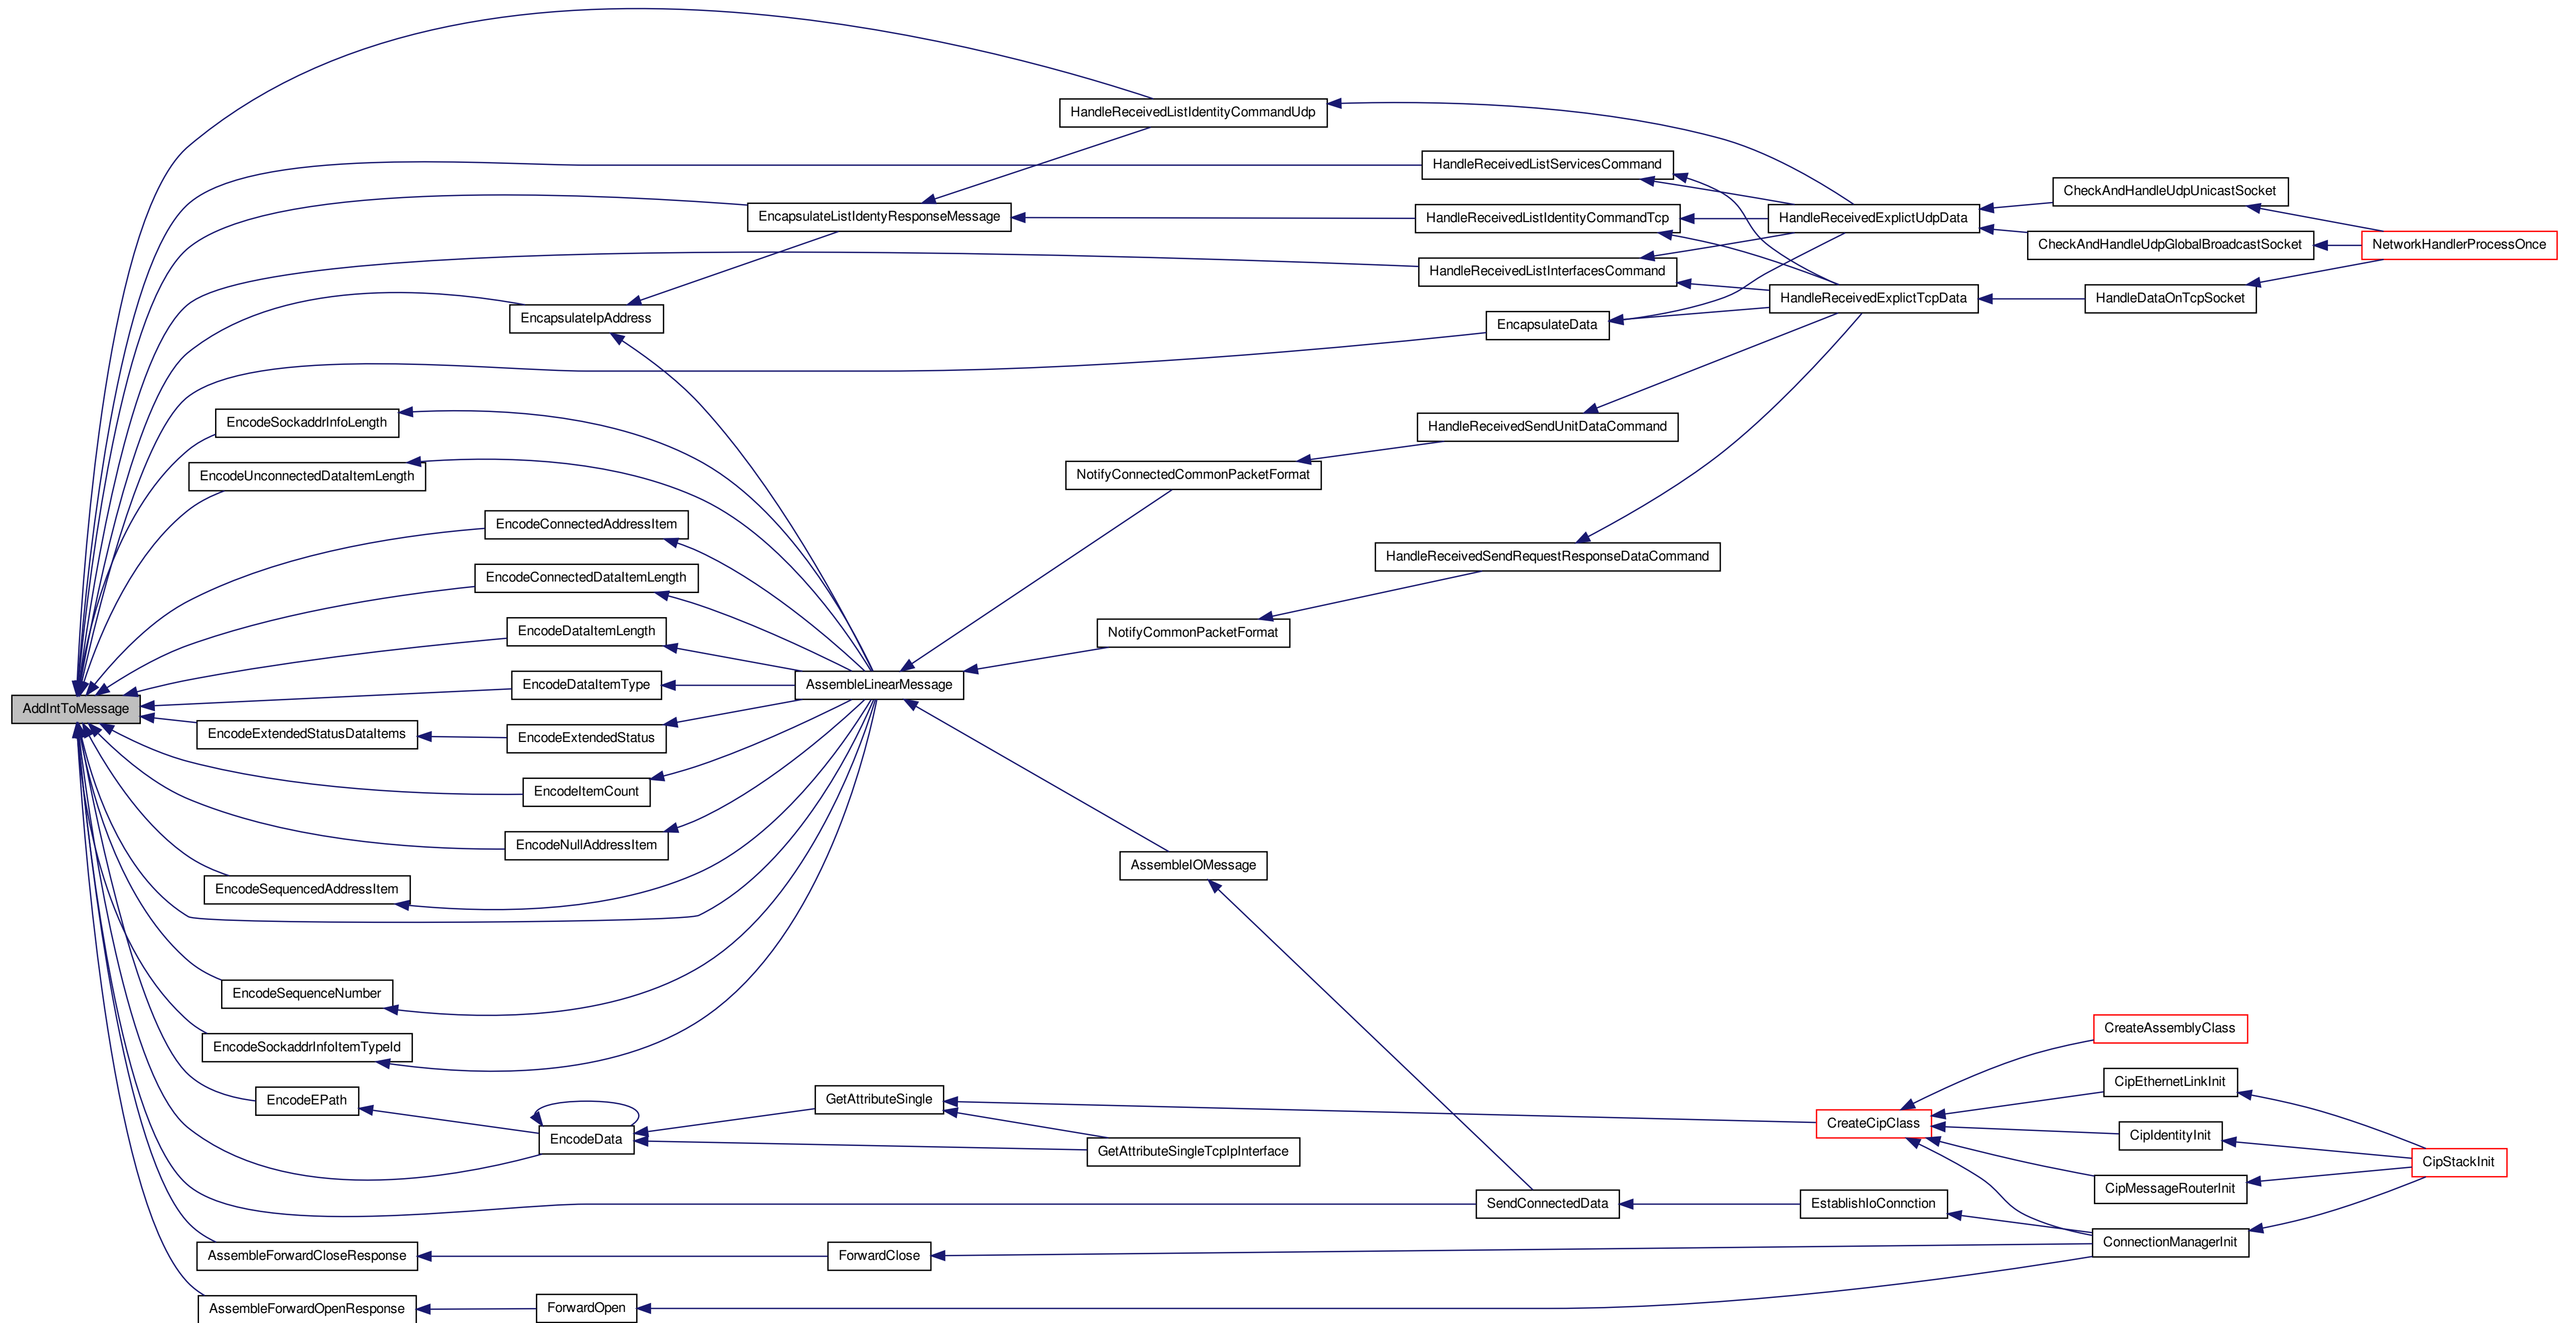 HandleReceivedListIdentityCommandUdp
HandleReceivedListServicesCommand
CheckAndHandleUdpUnicastSocket
EncapsulateListIdentyResponseMessage
HandleReceivedListIdentityCommandTcp
HandleReceivedExplictUdpData
CheckAndHandleUdpGlobalBroadcastSocket
NetworkHandlerProcessOnce
HandleReceivedListInterfacesCommand
HandleReceivedExplictTcpData
HandleDataOnTcpSocket
EncapsulateIpAddress
EncapsulateData
EncodeSockaddrInfoLength
HandleReceivedSendUnitDataCommand
EncodeUnconnectedDataItemLength
NotifyConnectedCommonPacketFormat
EncodeConnectedAddressItem
HandleReceivedSendRequestResponseDataCommand
EncodeConnectedDataItemLength
EncodeDataItemLength
NotifyCommonPacketFormat
EncodeDataItemType
AssembleLinearMessage
AddIntToMessage
EncodeExtendedStatusDataItems
EncodeExtendedStatus
EncodeItemCount
EncodeNullAddressItem
AssembleIOMessage
EncodeSequencedAddressItem
EncodeSequenceNumber
CreateAssemblyClass
EncodeSockaddrInfoItemTypeId
CipEthernetLinkInit
EncodeEPath
GetAttributeSingle
CreateCipClass
EncodeData
CipIdentityInit
GetAttributeSingleTcpIpInterface
CipStackInit
CipMessageRouterInit
SendConnectedData
EstablishIoConnction
ConnectionManagerInit
AssembleForwardCloseResponse
ForwardClose
AssembleForwardOpenResponse
ForwardOpen